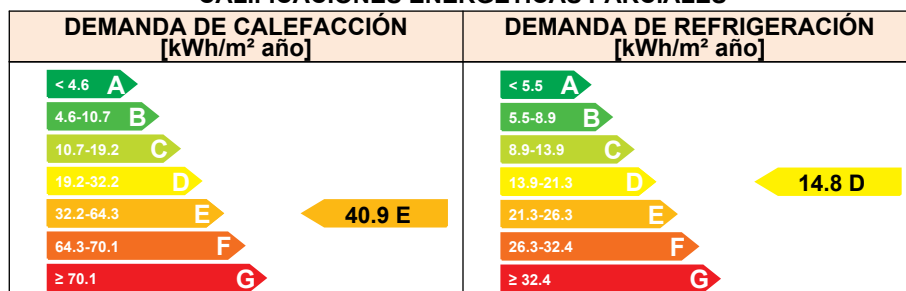 CALIFICACIONES ENERGÉTICAS PARCIALES
DEMANDA DE CALEFACCIÓN
[kWh/m² año]
< 4.6 A
4.6-10.7 B
10.7-19.2 C
19.2-32.2 D
32.2-64.3 E
64.3-70.1 F
≥ 70.1 G
40.9 E
DEMANDA DE REFRIGERACIÓN
[kWh/m² año]
< 5.5 A
5.5-8.9 B
8.9-13.9 C
13.9-21.3 D
21.3-26.3 E
26.3-32.4 F
≥ 32.4 G
14.8 D